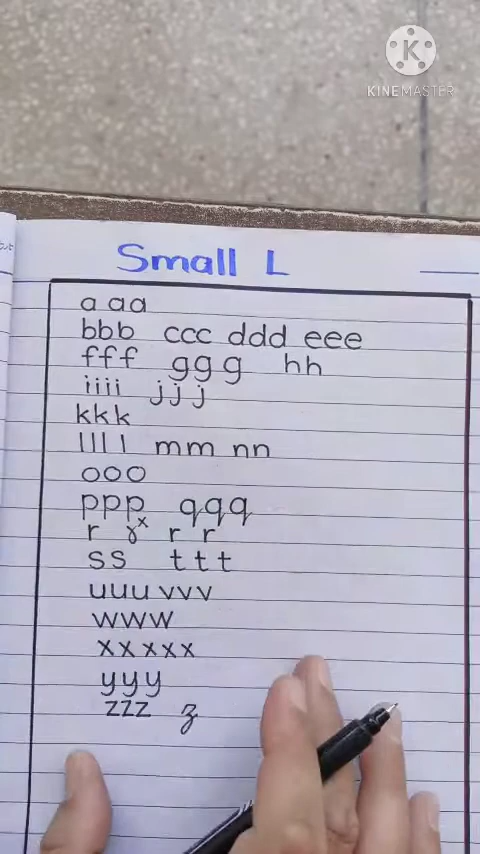 KINEMASTER
Small L
a aa
bbb ccc ddd eee
fff ggg hh
iiii jjj
kkk
llll mm nn
ooo
ppp qqq
r r x r r
ss ttt
uuu vvv
www
xxxxx
yyy
zzz z